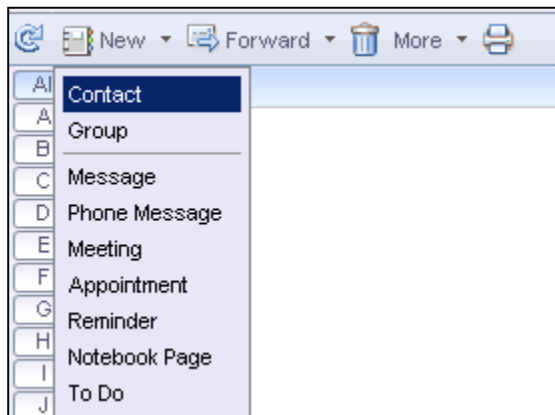 New Forward More
Al
A
B
C
D
E
F
G
H
I
J
Contact
Group
Message
Phone Message
Meeting
Appointment
Reminder
Notebook Page
To Do